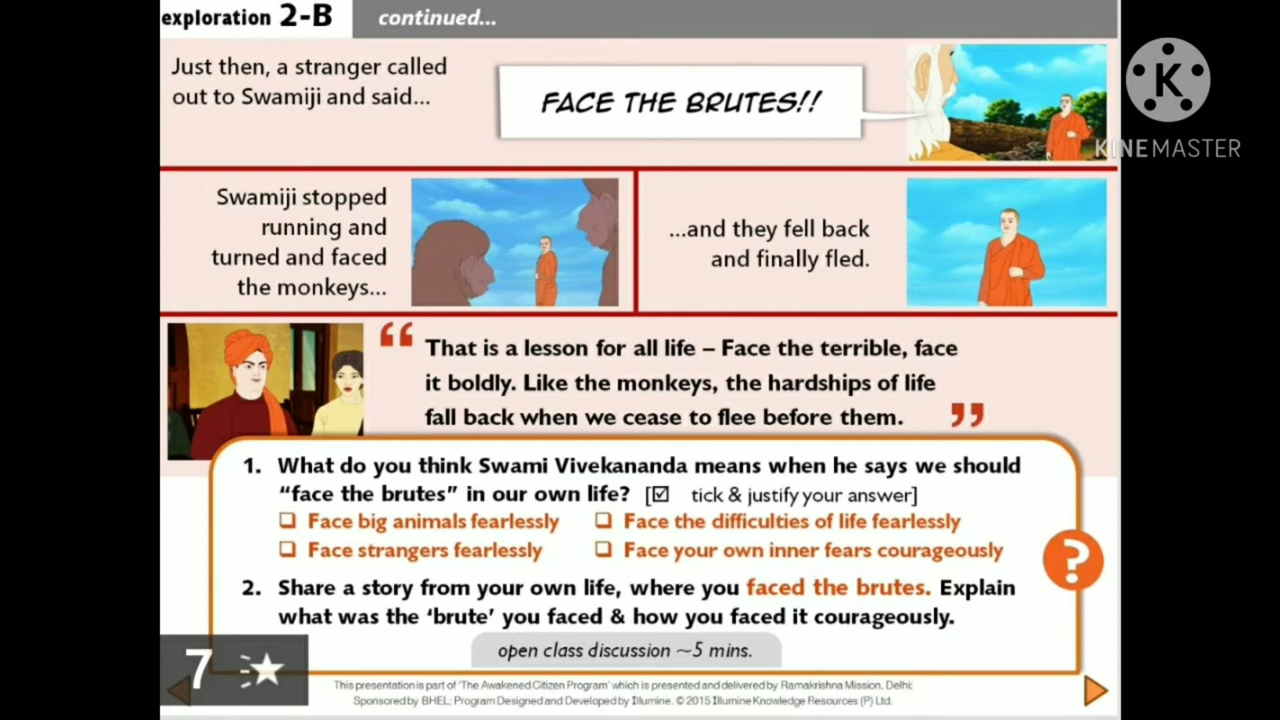 exploration 2-B continued...
Just then, a stranger called
out to Swamiji and said...
FACE THE BRUTES!!
K
KINEMASTER
Swamiji stopped
running and
turned and faced
the monkeys...
...and they fell back
and finally fled.
“ That is a lesson for all life – Face the terrible, face
it boldly. Like the monkeys, the hardships of life
fall back when we cease to flee before them. ”
1. What do you think Swami Vivekananda means when he says we should
“face the brutes” in our own life? [☑ tick & justify your answer]
❑ Face big animals fearlessly ❑ Face the difficulties of life fearlessly
❑ Face strangers fearlessly ❑ Face your own inner fears courageously
?
2. Share a story from your own life, where you faced the brutes. Explain
what was the ‘brute’ you faced & how you faced it courageously.
open class discussion ~5 mins.
7
This presentation is part of ‘The Awakened Citizen Program’ which is presented and delivered by Ramakrishna Mission, Delhi;
Sponsored by BHEL; Program Designed and Developed by Illumine. © 2015 Illumine Knowledge Resources (P) Ltd.